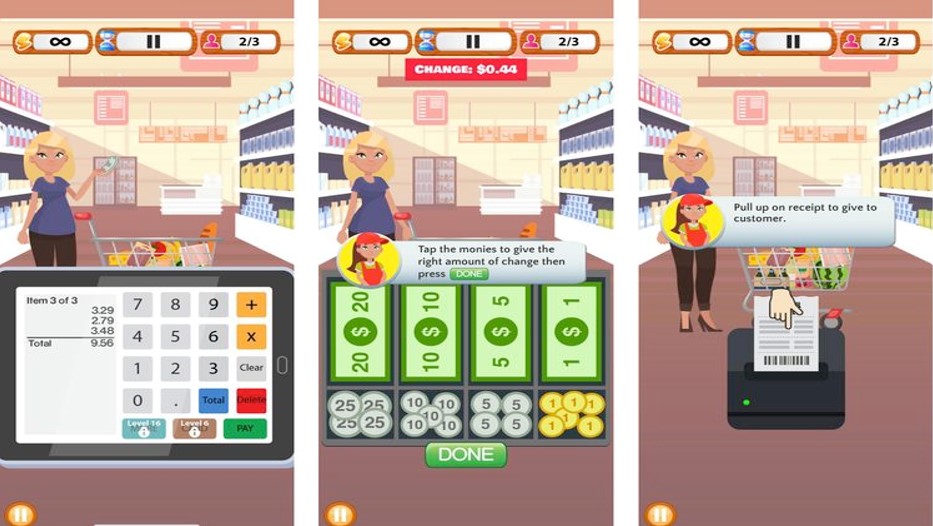 ∞
2/3
Item 3 of 3
3.29
2.79
3.48
Total 9.56
7 8 9 +
4 5 6 x
1 2 3 Clear
0 . Total Delete
Level 16 Level 6 PAY
∞
2/3
CHANGE: $0.44
Tap the monies to give the
right amount of change then
press DONE
20 $ 20
10 $ 10
5 $ 5
1 $ 1
25 25 25 25
10 10 10 10 10
5 5 5 5
1 1 1 1 1
DONE
∞
2/3
Pull up on receipt to give to
customer.